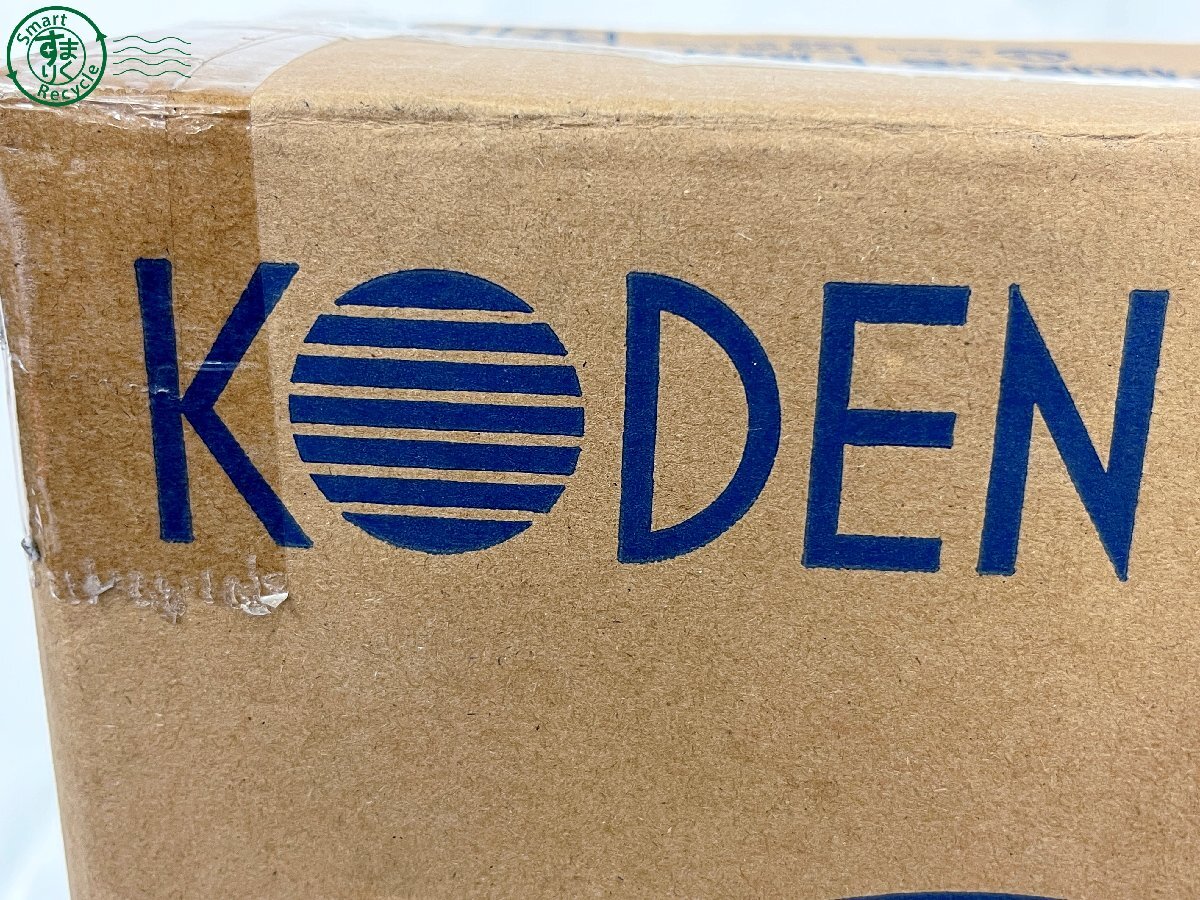 Smart
すまりく
Recycle
KODEN